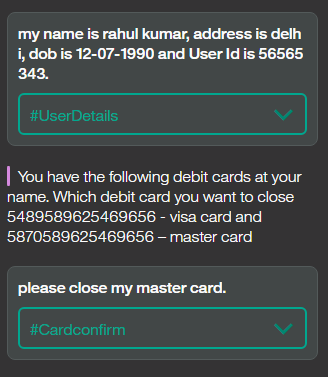 my name is rahul kumar, address is delh
i, dob is 12-07-1990 and User Id is 56565
343.
#UserDetails
You have the following debit cards at your
name. Which debit card you want to close
5489589625469656 - visa card and
5870589625469656 – master card
please close my master card.
#Cardconfirm